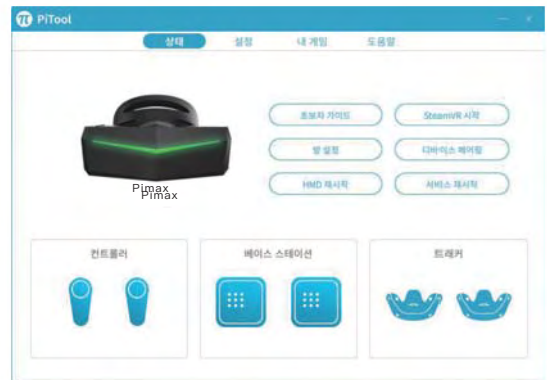 PiTool
상태 설정 내 게임 도움말
초보자 가이드 SteamVR 시작
방 설정 디바이스 페어링
HMD 재시작 서비스 재시작
Pimax
Pimax
컨트롤러 베이스 스테이션 트래커